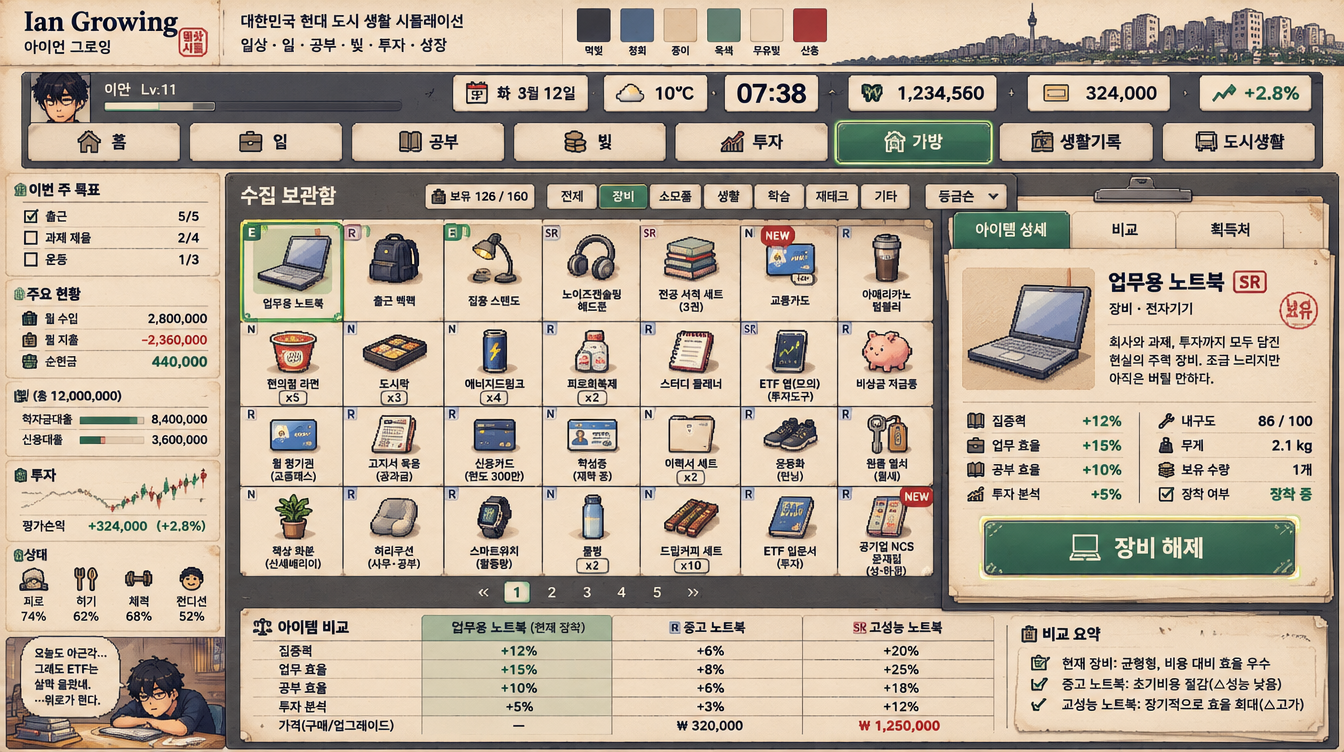 Ian Growing
아이언 그로잉
대한민국 현대 도시 생활 시뮬레이션
일상 · 일 · 공부 · 빚 · 투자 · 성장
먹빛
청회
종이
옥색
무유빛
산홍
이안 Lv.11
화 3월 12일
10℃
07:38
1,234,560
324,000
+2.8%
홈
입
공부
빛
투자
가방
생활기록
도시생활
이번 주 목표
출근 5/5
과제 제율 2/4
운동 1/3
주요 현황
월 수입 2,800,000
월 지출 -2,360,000
순현금 440,000
(총 12,000,000)
학자금대출 8,400,000
신용대출 3,600,000
투자
평가손익 +324,000 (+2.8%)
상태
피로
허기
체력
컨디션
74%
62%
68%
52%
오늘도 야근각…
그래도 ETF는
살짝 올랐네.
…위로가 된다.
수집 보관함
보유 126 / 160
전체
장비
소모품
생활
학습
재테크
기타
등급순
E
업무용 노트북
R
출근 백팩
E
집중 스탠드
SR
노이즈캔슬링
헤드폰
SR
전공 서적 세트
(3권)
N
NEW
교통카드
R
아메리카노
텀블러
N
편의점 라면
x5
N
도시락
x3
N
에너지드링크
x4
R
피로회복제
x2
R
스터디 플래너
SR
ETF 앱(모의)
(투자도구)
R
비상금 저금통
R
월 정기권
(교통패스)
R
고지서 묶음
(공과금)
R
신용카드
(한도 300만)
R
학생증
(재학 중)
N
이력서 세트
x2
R
운동화
(런닝)
R
원룸 열쇠
(월세)
N
책상 화분
(산세베리아)
R
허리쿠션
(사무·공부)
R
스마트워치
(활동량)
N
물병
x2
N
드립커피 세트
x10
R
ETF 입문서
(투자)
R
NEW
공기업 NCS
문제집
«
1
2
3
4
5
»
아이템 상세
비교
획득처
업무용 노트북 SR
장비 · 전자기기
보유
회사와 과제, 투자까지 모두 담진
현실의 주력 장비. 조금 느리지만
아직은 버틸 만하다.
집중력 +12%
업무 효율 +15%
공부 효율 +10%
투자 분석 +5%
내구도 86 / 100
무게 2.1 kg
보유 수량 1개
장착 여부 장착 중
장비 해제
아이템 비교
업무용 노트북 (현재 장착)
R 중고 노트북
SR 고성능 노트북
집중력 +12% +6% +20%
업무 효율 +15% +8% +25%
공부 효율 +10% +6% +18%
투자 분석 +5% +3% +12%
가격(구매/업그레이드) — ₩ 320,000 ₩ 1,250,000
비교 요약
현재 장비: 균형형, 비용 대비 효율 우수
중고 노트북: 초기비용 절감(△성능 낮음)
고성능 노트북: 장기적으로 효율 회대(△고가)